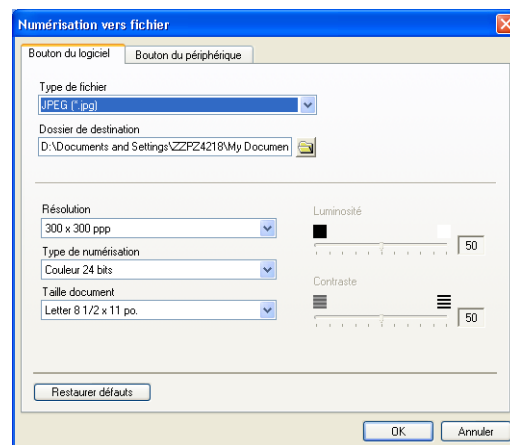 Numérisation vers fichier
Bouton du logiciel
Bouton du périphérique
Type de fichier
JPEG (*.jpg)
Dossier de destination
D:\Documents and Settings\ZZPZ4218\My Documen
Résolution
300 x 300 ppp
Type de numérisation
Couleur 24 bits
Taille document
Letter 8 1/2 x 11 po.
Luminosité
50
Contraste
50
Restaurer défauts
OK
Annuler